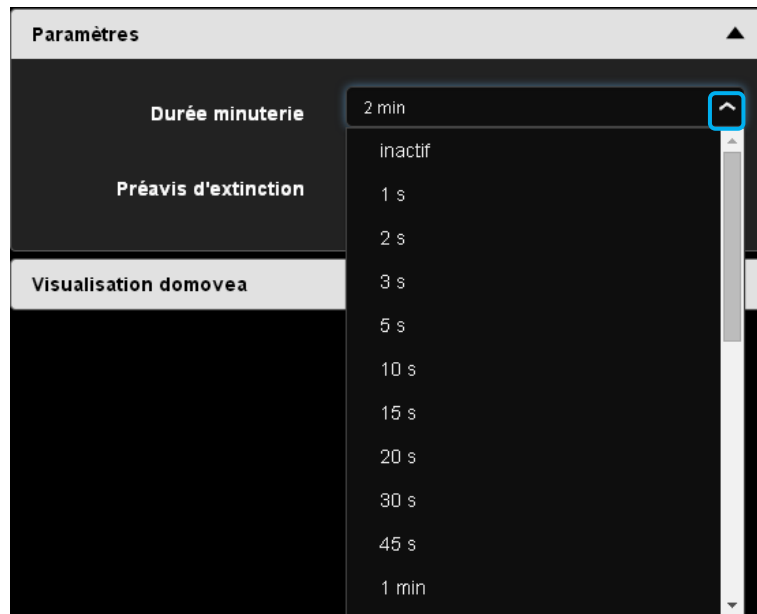 Paramètres
Durée minuterie
2 min
inactif
Préavis d'extinction
1 s
2 s
Visualisation domovea
3 s
5 s
10 s
15 s
20 s
30 s
45 s
1 min